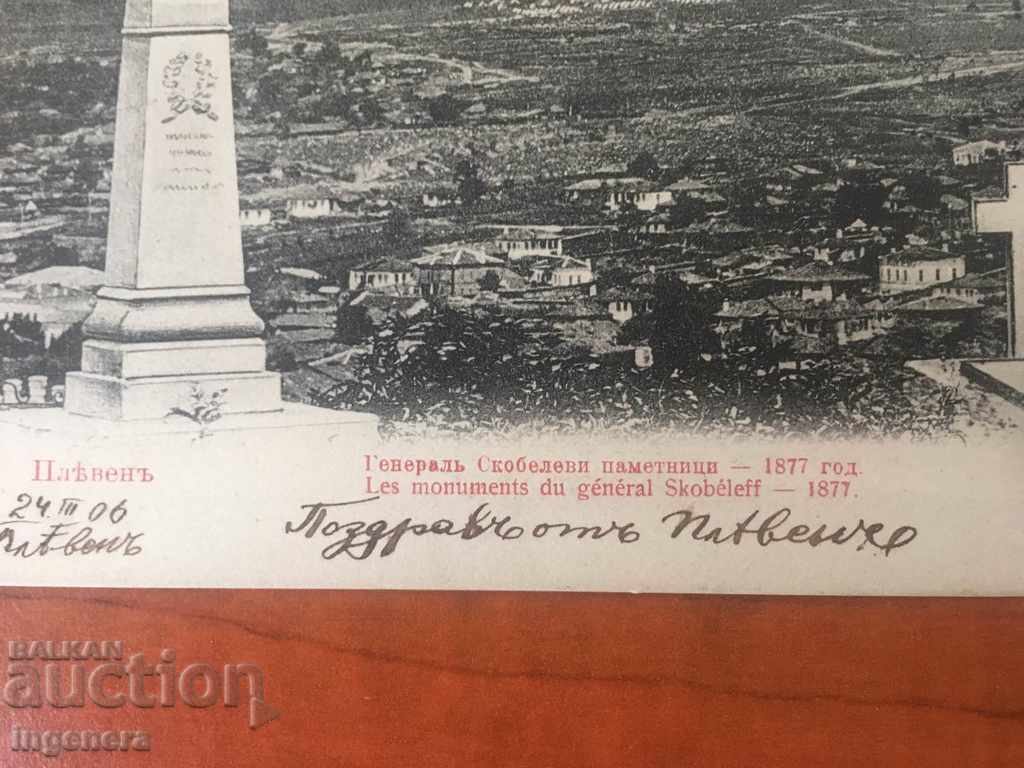 Плѣвенъ
Генералъ Скобелеви паметници — 1877 год.
Les monuments du général Skobéleff — 1877.
24 III 06
Плѣвенъ
Поздравъ отъ Плѣвенъ
BALKAN
auction
ingenera